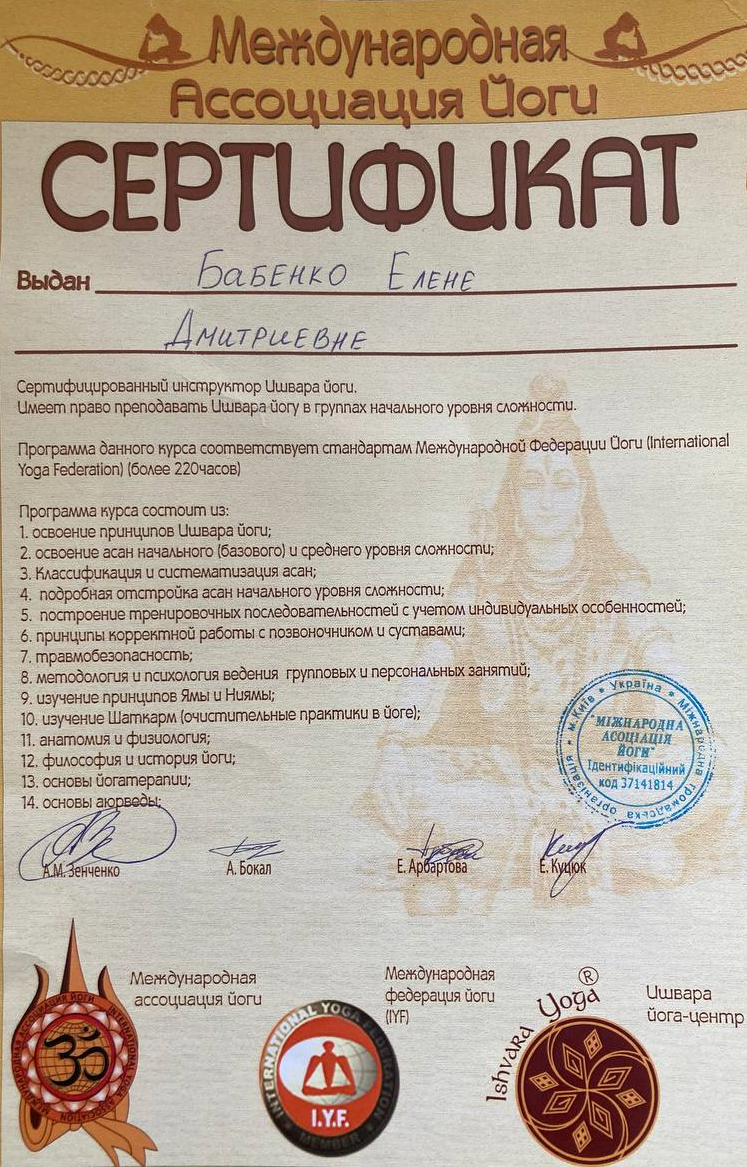 Международная
Ассоциация Йоги
СЕРТИФИКАТ
Выдан Бабенко Елене
Дмитриевне
Сертифицированный инструктор Ишвара йоги.
Имеет право преподавать Ишвара йогу в группах начального уровня сложности.
Программа данного курса соответствует стандартам Международной Федерации Йоги (International
Yoga Federation) (более 220часов)
Программа курса состоит из:
1. освоение принципов Ишвара йоги;
2. освоение асан начального (базового) и среднего уровня сложности;
3. Классификация и систематизация асан;
4. подробная отстройка асан начального уровня сложности;
5. построение тренировочных последовательностей с учетом индивидуальных особенностей;
6. принципы корректной работы с позвоночником и суставами;
7. травмобезопасность;
8. методология и психология ведения групповых и персональных занятий;
9. изучение принципов Ямы и Ниямы;
10. изучение Шаткарм (очистительные практики в йоге);
11. анатомия и физиология;
12. философия и история йоги;
13. основы йогатерапии;
14. основы аюрведы;
Україна * Міжнародна громадська організація * м.Київ *
"МІЖНАРОДНА
АСОЦІАЦІЯ
ЙОГИ"
Ідентифікаційний
код 37141814
А.М. Зенченко
А. Бокал
Е. Арбартова
Е. Куцюк
Международная
ассоциация йоги
МЕЖДУНАРОДНАЯ АССОЦИАЦИЯ ЙОГИ
INTERNATIONAL YOGA ASSOCIATION
ॐ
INTERNATIONAL YOGA FEDERATION
I.Y.F.
MEMBER
Международная
федерация йоги
(IYF)
Ishvara Yoga ®
Ишвара
йога-центр